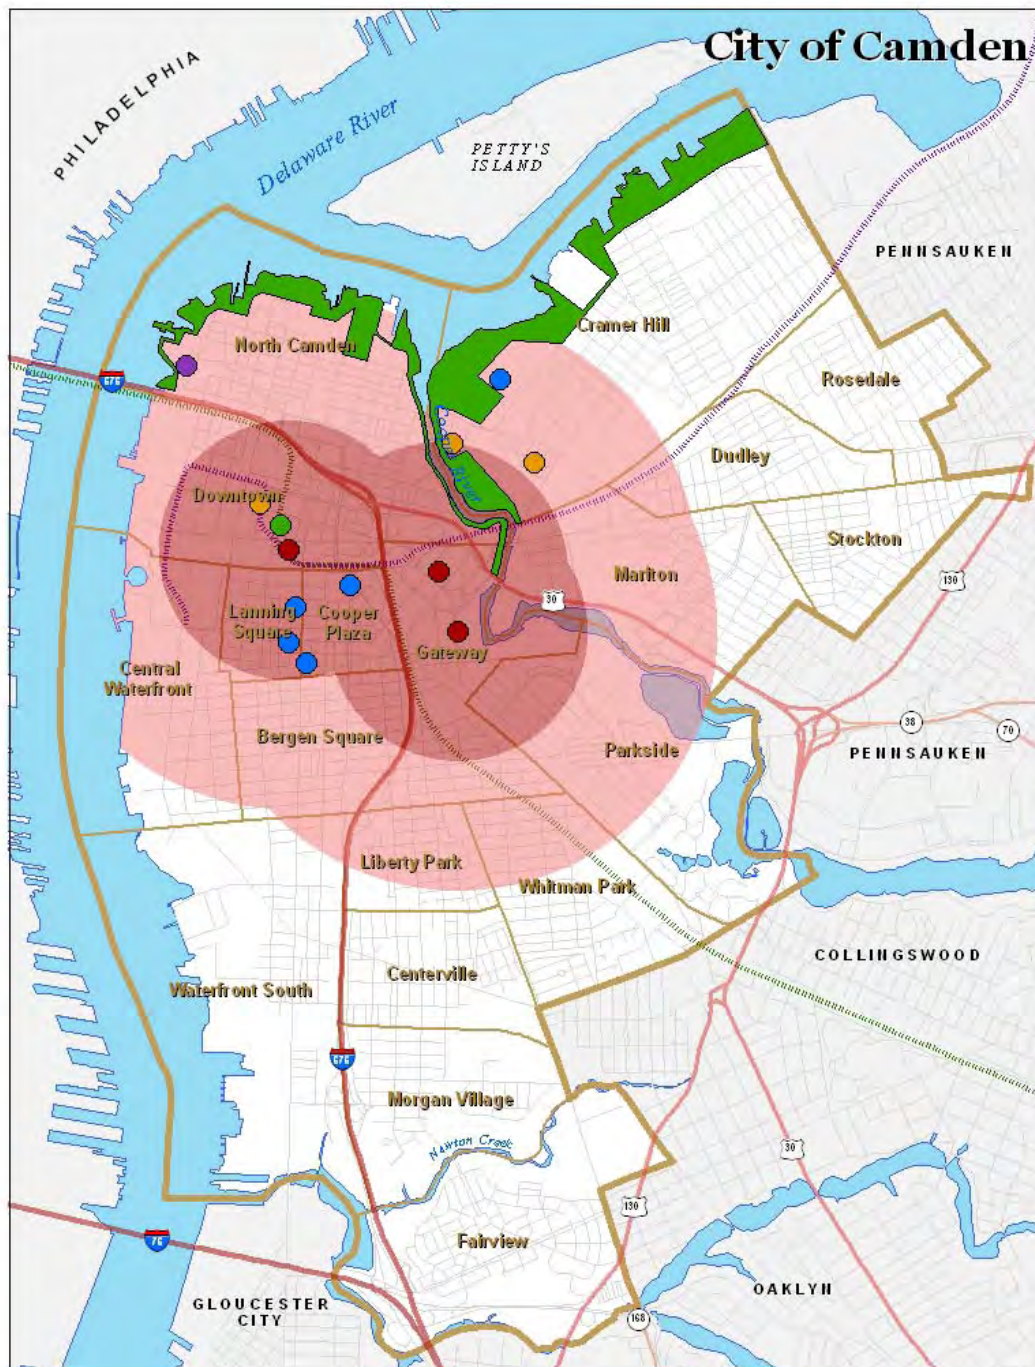 City of Camden
PHILADELPHIA
Delaware River
PETTY'S
ISLAND
PENNSAUKEN
Cramer Hill
North Camden
676
Rosedale
Cooper River
Dudley
Downtown
Stockton
Marlton
130
30
Lanning
Square
Cooper
Plaza
Gateway
Central
Waterfront
38
70
Bergen Square
Parkside
PENNSAUKEN
Liberty Park
Whitman Park
COLLINGSWOOD
Centerville
Waterfront South
676
Morgan Village
Newton Creek
30
130
76
Fairview
OAKLYN
GLOUCESTER
CITY
168